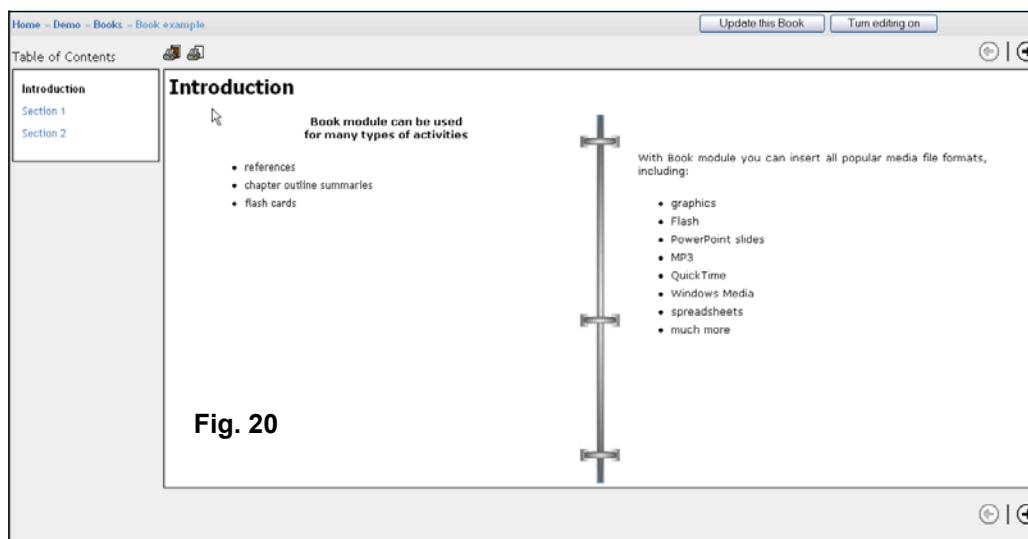 Home – Demo – Books – Book example
Update this Book
Turn editing on
Table of Contents
Introduction
Section 1
Section 2
Introduction
Book module can be used
for many types of activities
• references
• chapter outline summaries
• flash cards
With Book module you can insert all popular media file formats,
including:
• graphics
• Flash
• PowerPoint slides
• MP3
• QuickTime
• Windows Media
• spreadsheets
• much more
Fig. 20